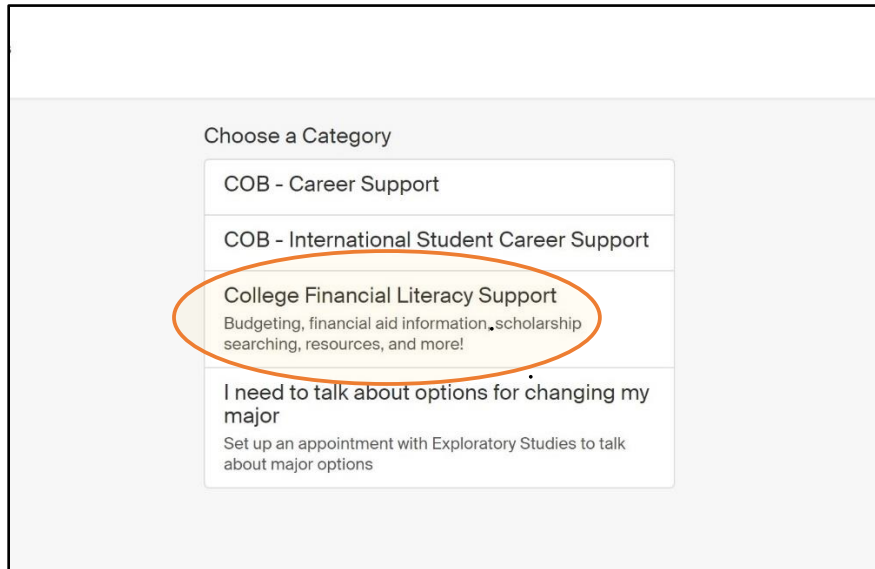 Choose a Category
COB - Career Support
COB - International Student Career Support
College Financial Literacy Support
Budgeting, financial aid information, scholarship
searching, resources, and more!
I need to talk about options for changing my
major
Set up an appointment with Exploratory Studies to talk
about major options